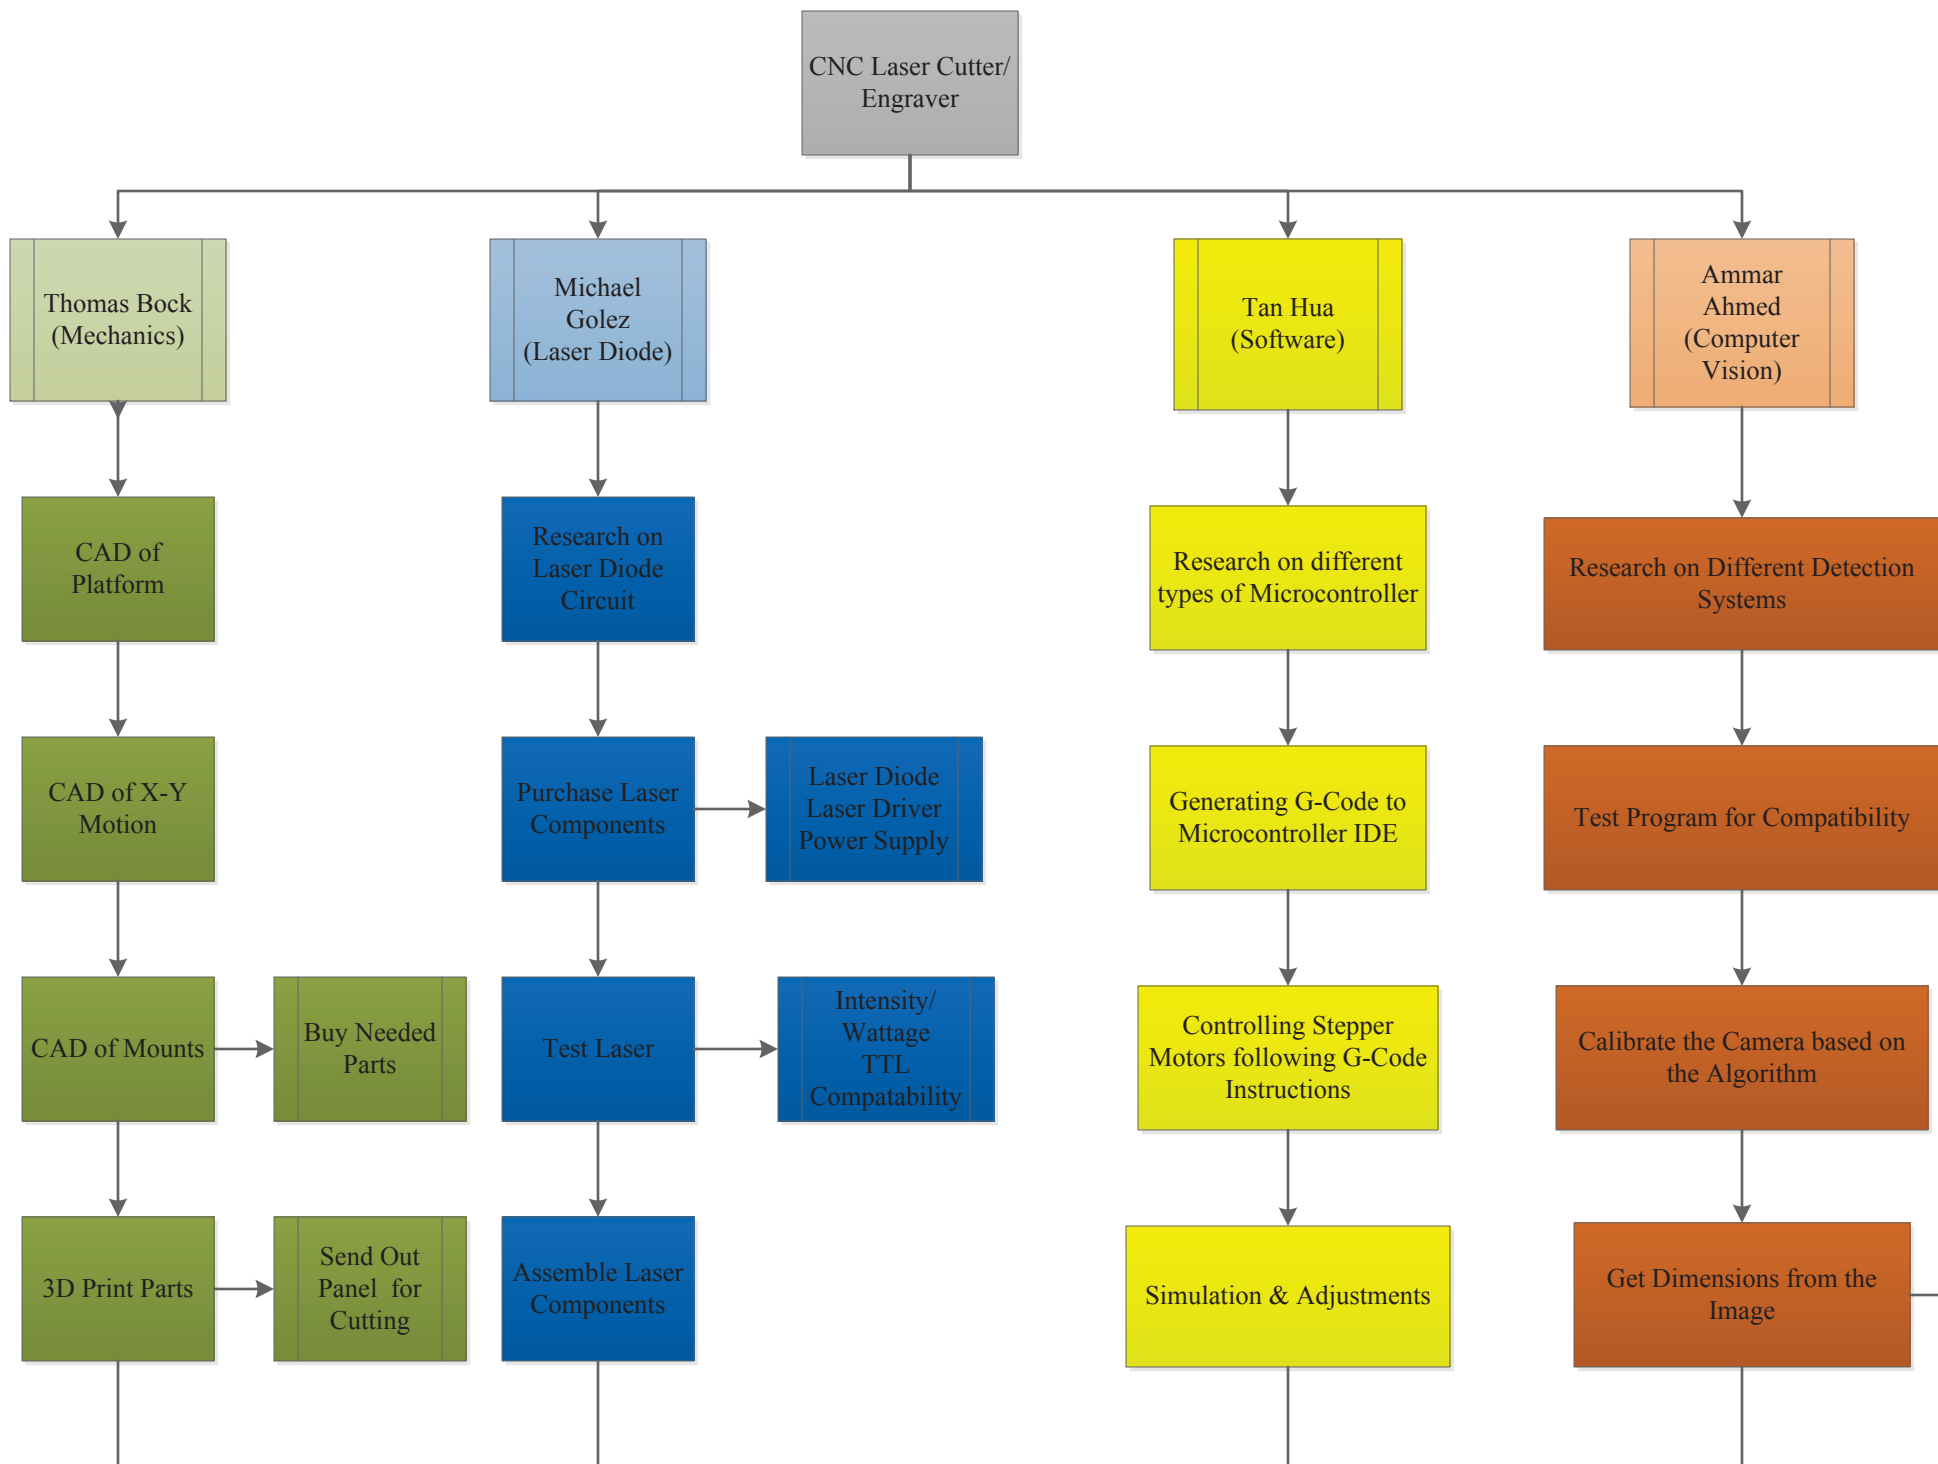 CNC Laser Cutter/
Engraver
Thomas Bock
(Mechanics)
Michael
Golez
(Laser Diode)
Tan Hua
(Software)
Ammar
Ahmed
(Computer
Vision)
CAD of
Platform
Research on
Laser Diode
Circuit
Research on different
types of Microcontroller
Research on Different Detection
Systems
CAD of X-Y
Motion
Purchase Laser
Components
Laser Diode
Laser Driver
Power Supply
Generating G-Code to
Microcontroller IDE
Test Program for Compatibility
CAD of Mounts
Buy Needed
Parts
Test Laser
Intensity/
Wattage
TTL
Compatability
Controlling Stepper
Motors following G-Code
Instructions
Calibrate the Camera based on
the Algorithm
3D Print Parts
Send Out
Panel for
Cutting
Assemble Laser
Components
Simulation & Adjustments
Get Dimensions from the
Image